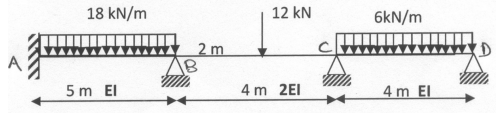 18 kN/m 12 kN 6kN/m
A B 2 m C D
5 m EI 4 m 2EI 4 m EI